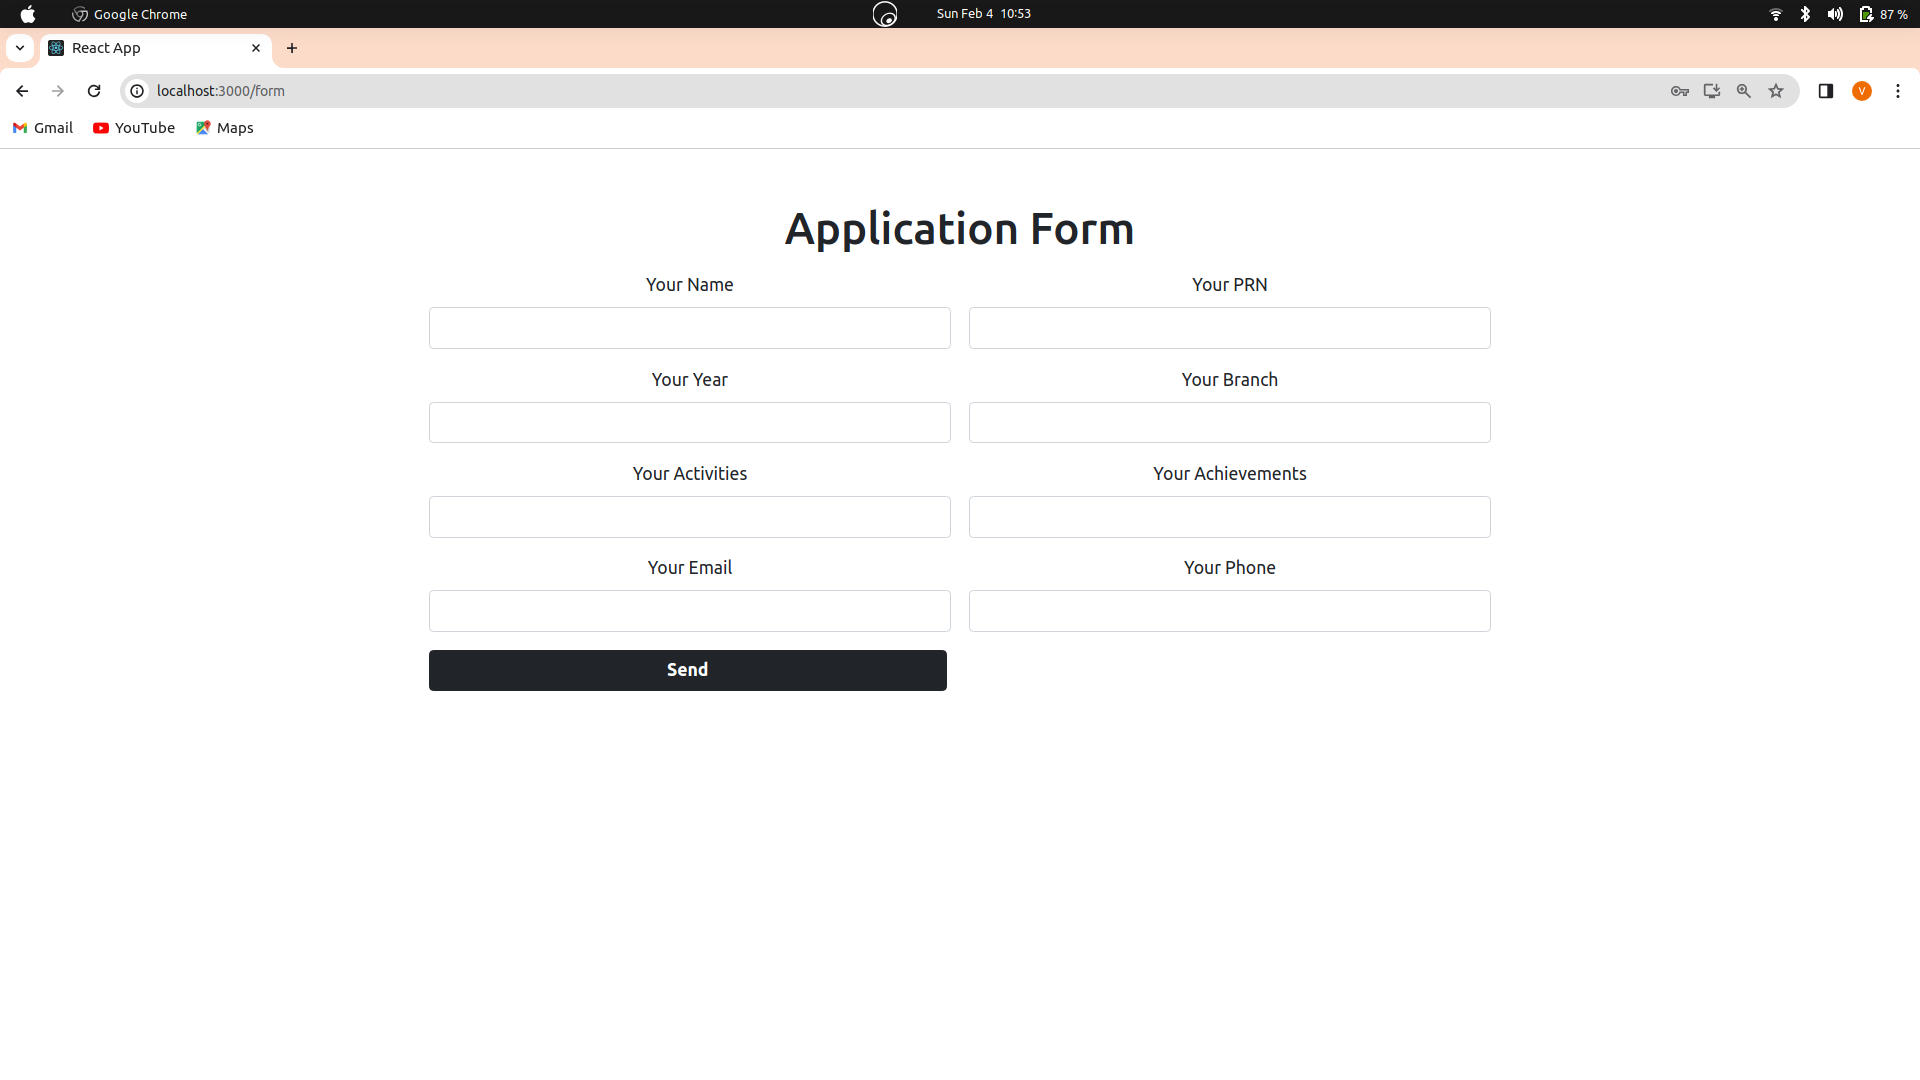 Google Chrome Sun Feb 4 10:53 87 %
React App
localhost:3000/form V
Gmail YouTube Maps
Application Form
Your Name Your PRN
Your Year Your Branch
Your Activities Your Achievements
Your Email Your Phone
Send